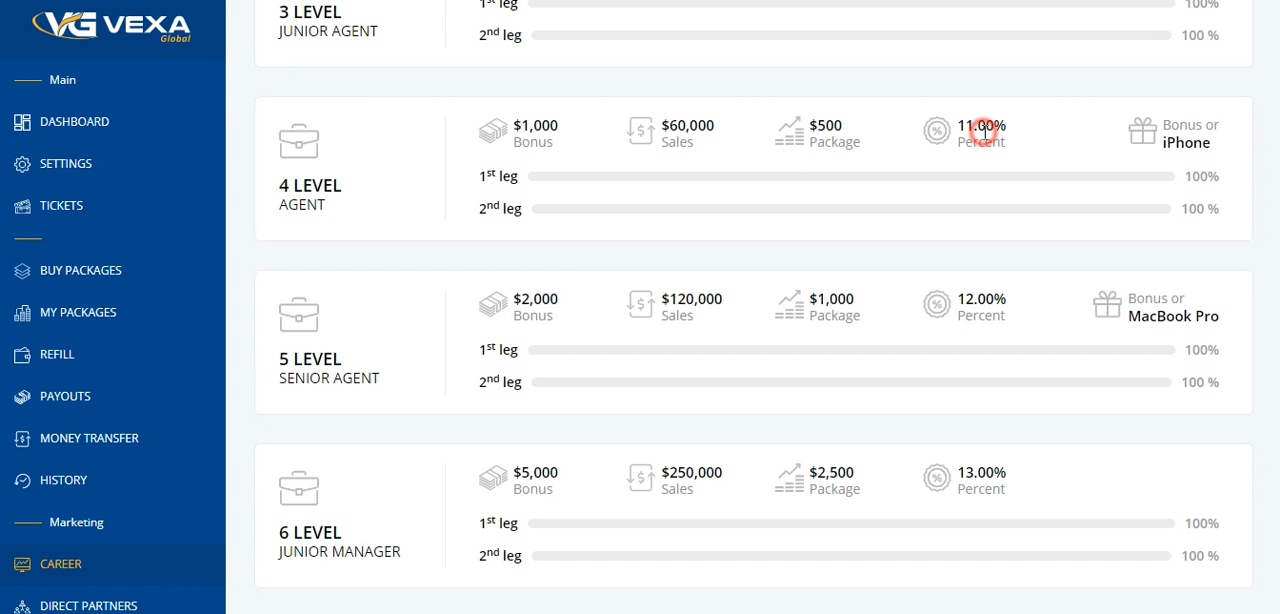 VG VEXA
Global
Main
DASHBOARD
SETTINGS
TICKETS
BUY PACKAGES
MY PACKAGES
REFILL
PAYOUTS
MONEY TRANSFER
HISTORY
Marketing
CAREER
DIRECT PARTNERS
3 LEVEL
JUNIOR AGENT
1st leg 100%
2nd leg 100 %
4 LEVEL
AGENT
$1,000 $60,000 $500 11.00% Bonus or
Bonus Sales Package Percent iPhone
1st leg 100%
2nd leg 100 %
5 LEVEL
SENIOR AGENT
$2,000 $120,000 $1,000 12.00% Bonus or
Bonus Sales Package Percent MacBook Pro
1st leg 100%
2nd leg 100 %
6 LEVEL
JUNIOR MANAGER
$5,000 $250,000 $2,500 13.00%
Bonus Sales Package Percent
1st leg 100%
2nd leg 100 %